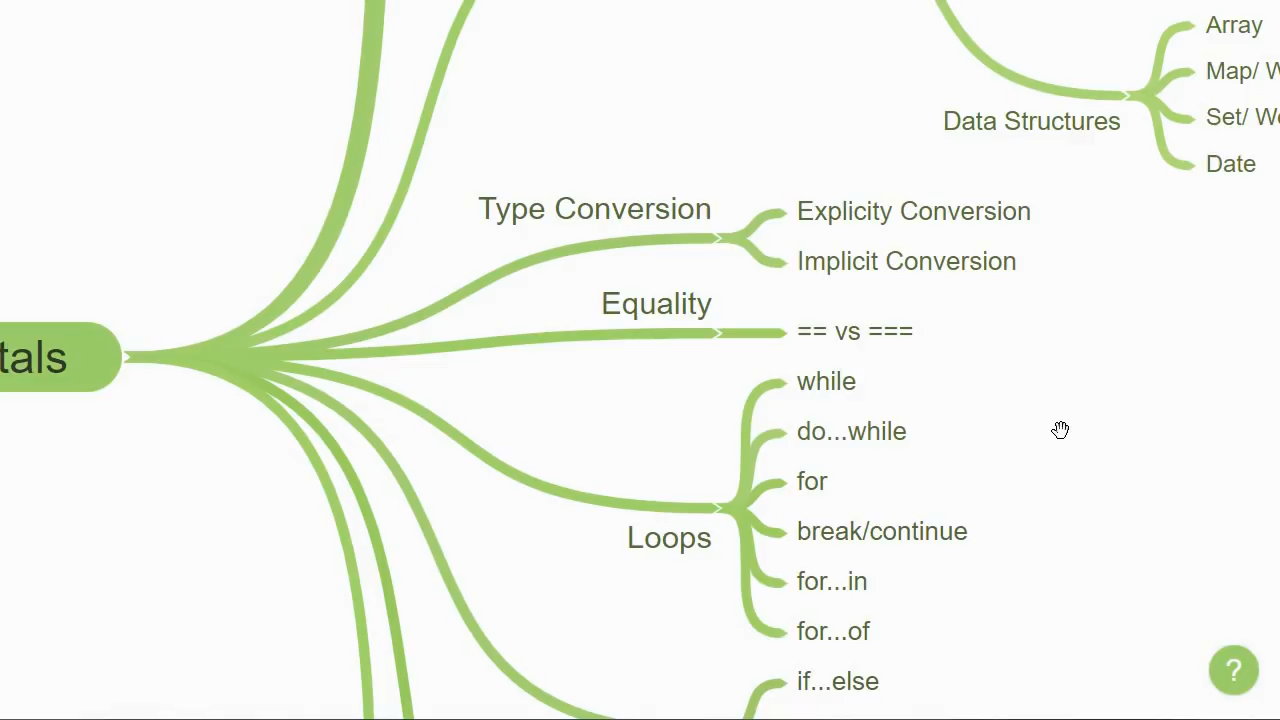 Array
Map/ W
Set/ We
Date
Data Structures
Type Conversion
Explicity Conversion
Implicit Conversion
Equality
== vs ===
tals
while
do...while
for
break/continue
for...in
for...of
Loops
if...else
?